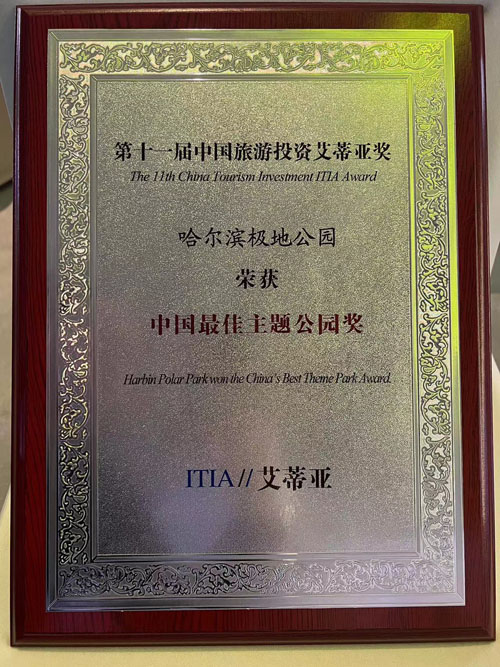 第十一届中国旅游投资艾蒂亚奖
The 11th China Tourism Investment ITIA Award
哈尔滨极地公园
荣获
中国最佳主题公园奖
Harbin Polar Park won the China's Best Theme Park Award.
ITIA // 艾蒂亚